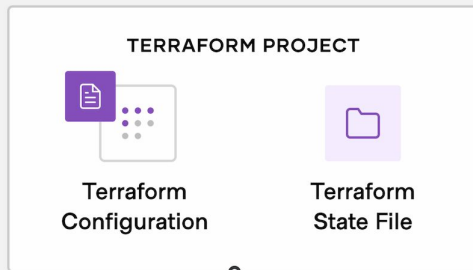 TERRAFORM PROJECT
Terraform
Configuration
Terraform
State File